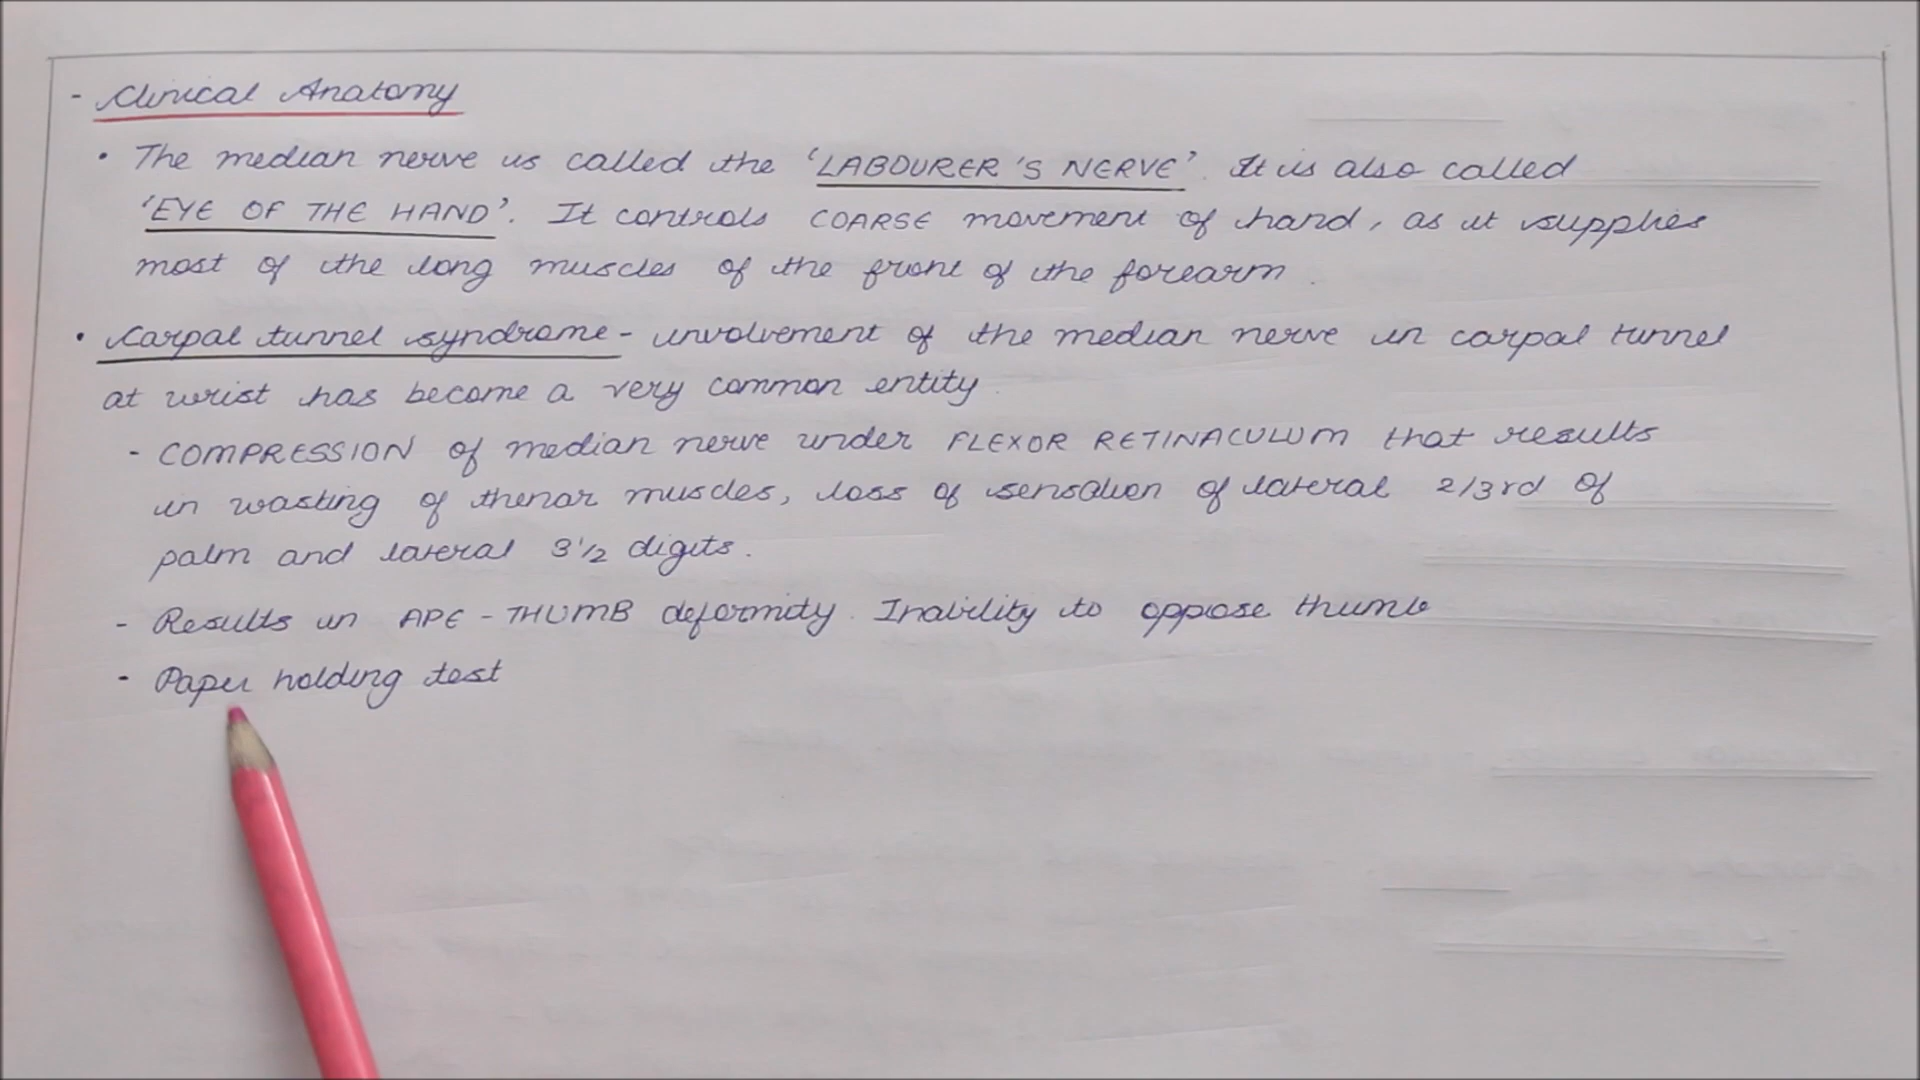 - Clinical Anatomy
• The median nerve is called the 'LABOURER'S NERVE'. It is also called
'EYE OF THE HAND'. It controls COARSE movement of hand, as it supplies
most of the long muscles of the front of the forearm.
• Carpal tunnel syndrome - involvement of the median nerve in carpal tunnel
at wrist has become a very common entity.
- COMPRESSION of median nerve under FLEXOR RETINACULUM that results
in wasting of thenar muscles, loss of sensation of lateral 2/3rd of
palm and lateral 3 1/2 digits.
- Results in APE - THUMB deformity. Inability to oppose thumb
- Paper holding test